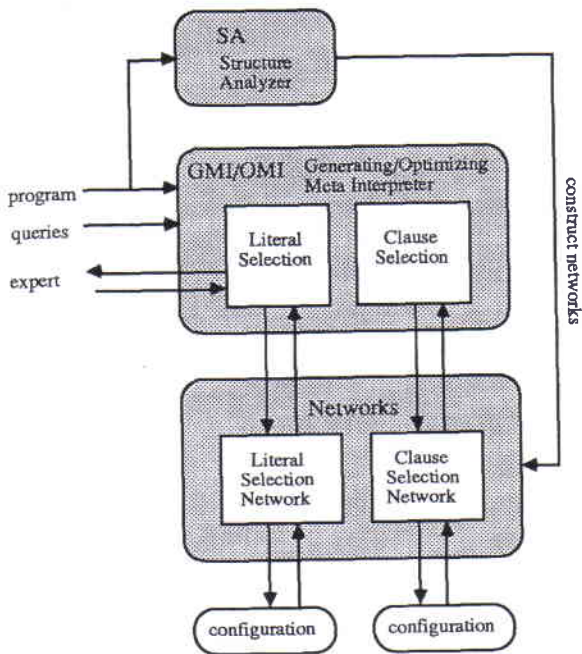 SA
Structure
Analyzer
GMI/OMI Generating/Optimizing
Meta Interpreter
program
queries
expert
Literal
Selection
Clause
Selection
construct networks
Networks
Literal
Selection
Network
Clause
Selection
Network
configuration
configuration